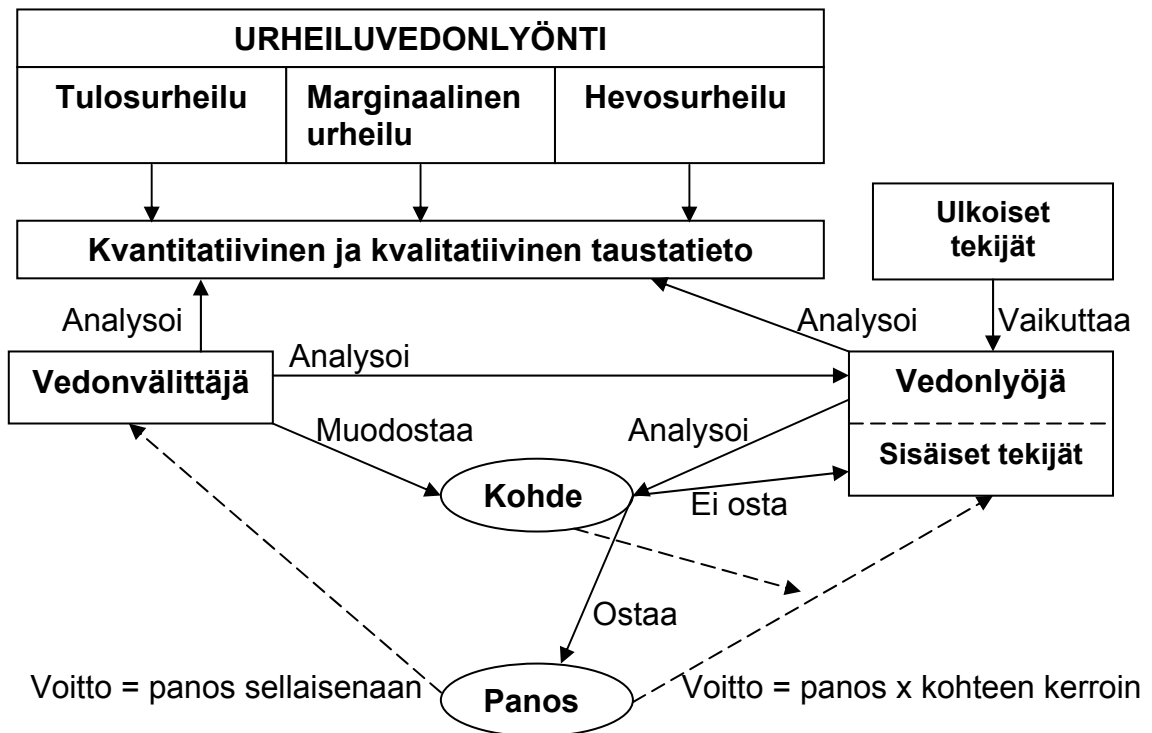 URHEILUVEDONLYÖNTI
Tulosurheilu
Marginaalinen
urheilu
Hevosurheilu
Ulkoiset
tekijät
Kvantitatiivinen ja kvalitatiivinen taustatieto
Analysoi
Analysoi
Vaikuttaa
Vedonvälittäjä
Analysoi
Vedonlyöjä
Sisäiset tekijät
Muodostaa
Analysoi
Kohde
Ei osta
Ostaa
Voitto = panos sellaisenaan
Panos
Voitto = panos x kohteen kerroin